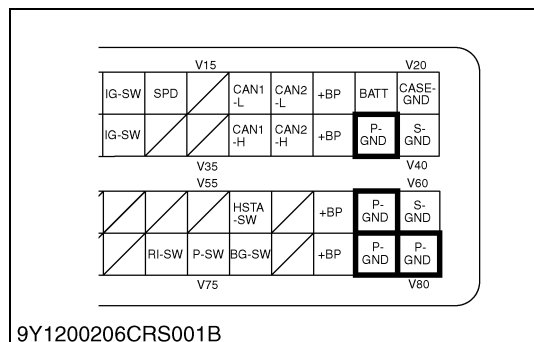 V15 V20
IG-SW SPD CAN1 -L CAN2 -L +BP BATT CASE- GND
IG-SW CAN1 -H CAN2 -H +BP P- GND S- GND
V35 V40
V55 V60
HSTA -SW +BP P- GND S- GND
RI-SW P-SW BG-SW +BP P- GND P- GND
V75 V80
9Y1200206CRS001B